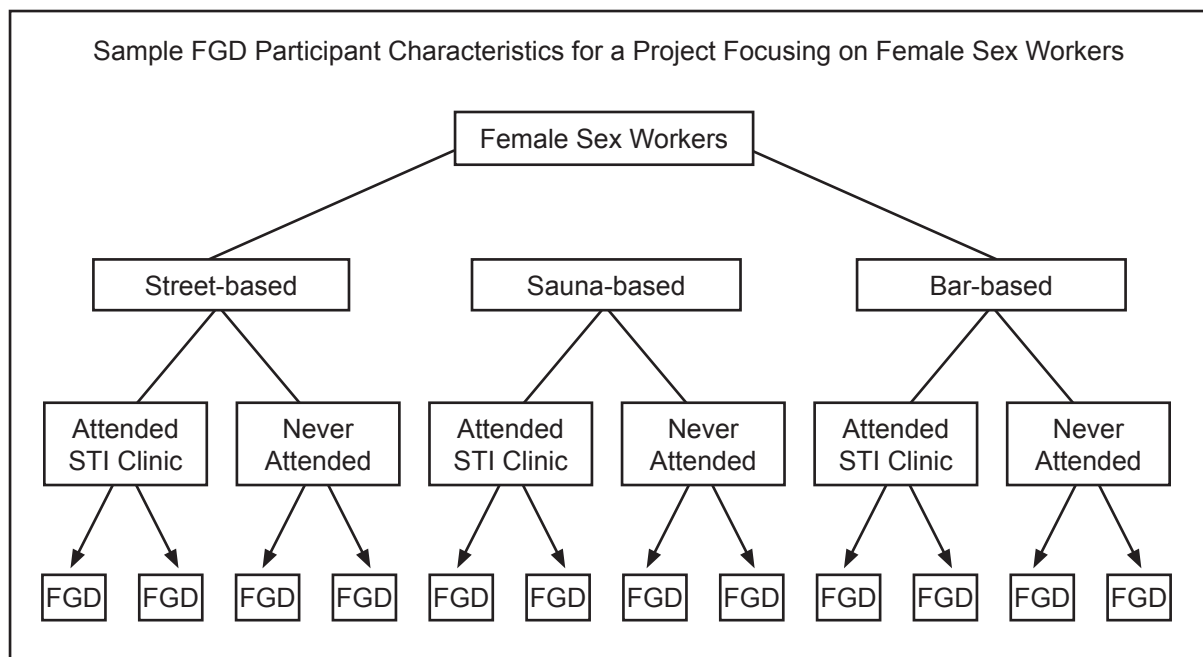 Sample FGD Participant Characteristics for a Project Focusing on Female Sex Workers
Female Sex Workers
Street-based
Sauna-based
Bar-based
Attended
STI Clinic
Never
Attended
Attended
STI Clinic
Never
Attended
Attended
STI Clinic
Never
Attended
FGD
FGD
FGD
FGD
FGD
FGD
FGD
FGD
FGD
FGD
FGD
FGD